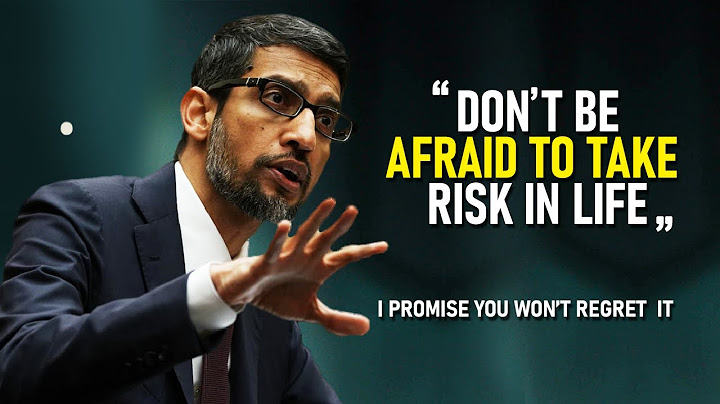 “ DON’T BE
AFRAID TO TAKE
RISK IN LIFE „
I PROMISE YOU WON’T REGRET IT